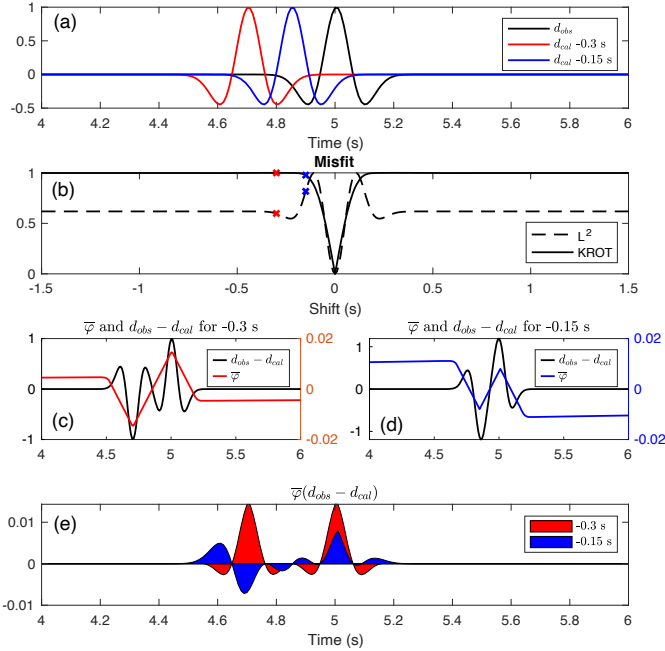 (a)
1
0.5
0
-0.5
d_obs
d_cal -0.3 s
d_cal -0.15 s
4 4.2 4.4 4.6 4.8 5 5.2 5.4 5.6 5.8 6
Time (s)
Misfit
(b)
1
0.5
0
L²
KROT
-1.5 -1 -0.5 0 0.5 1 1.5
Shift (s)
φ̅ and d_obs − d_cal for -0.3 s
1
0
-1
d_obs − d_cal
φ̅
0.02
0
-0.02
(c)
4 4.5 5 5.5 6
φ̅ and d_obs − d_cal for -0.15 s
1
0
-1
d_obs − d_cal
φ̅
0.02
0
-0.02
(d)
4 4.5 5 5.5 6
φ̅(d_obs − d_cal)
0.01
0
-0.01
(e)
-0.3 s
-0.15 s
4 4.2 4.4 4.6 4.8 5 5.2 5.4 5.6 5.8 6
Time (s)